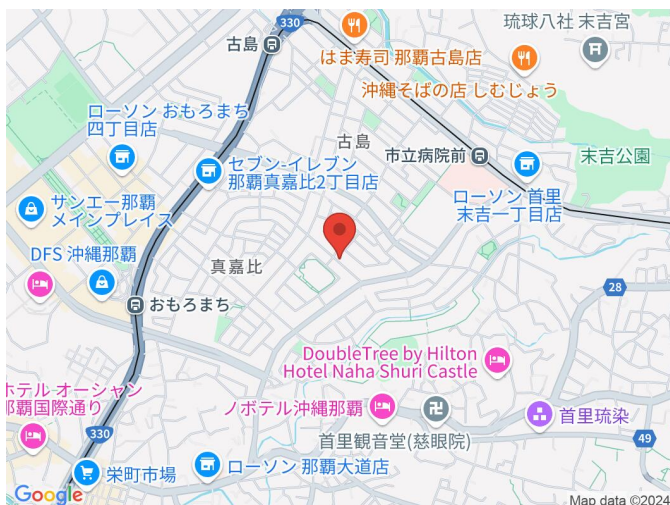 330
古島
はま寿司 那覇古島店
琉球八社 末吉宮
沖縄そばの店 しむじょう
ローソン おもろまち
四丁目店
古島
市立病院前
末吉公園
セブン-イレブン
那覇真嘉比2丁目店
ローソン 首里
末吉一丁目店
サンエー那覇
メインプレイス
DFS 沖縄那覇
真嘉比
おもろまち
28
DoubleTree by Hilton
Hotel Naha Shuri Castle
ホテル オーシャン
那覇国際通り
ノボテル沖縄那覇
首里琉染
330
首里観音堂(慈眼院)
49
栄町市場
ローソン 那覇大道店
Google
Map data ©2024